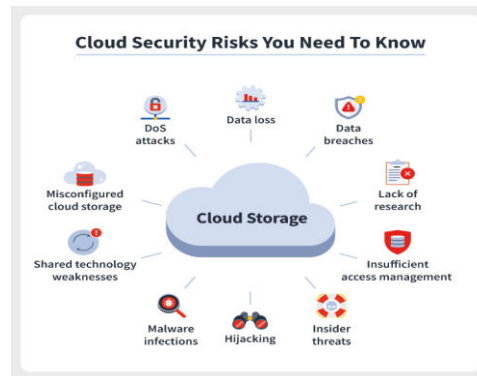 Cloud Security Risks You Need To Know
Data loss
DoS
attacks
Data
breaches
Misconfigured
cloud storage
Lack of
research
Cloud Storage
Shared technology
weaknesses
Insufficient
access management
Malware
infections
Hijacking
Insider
threats